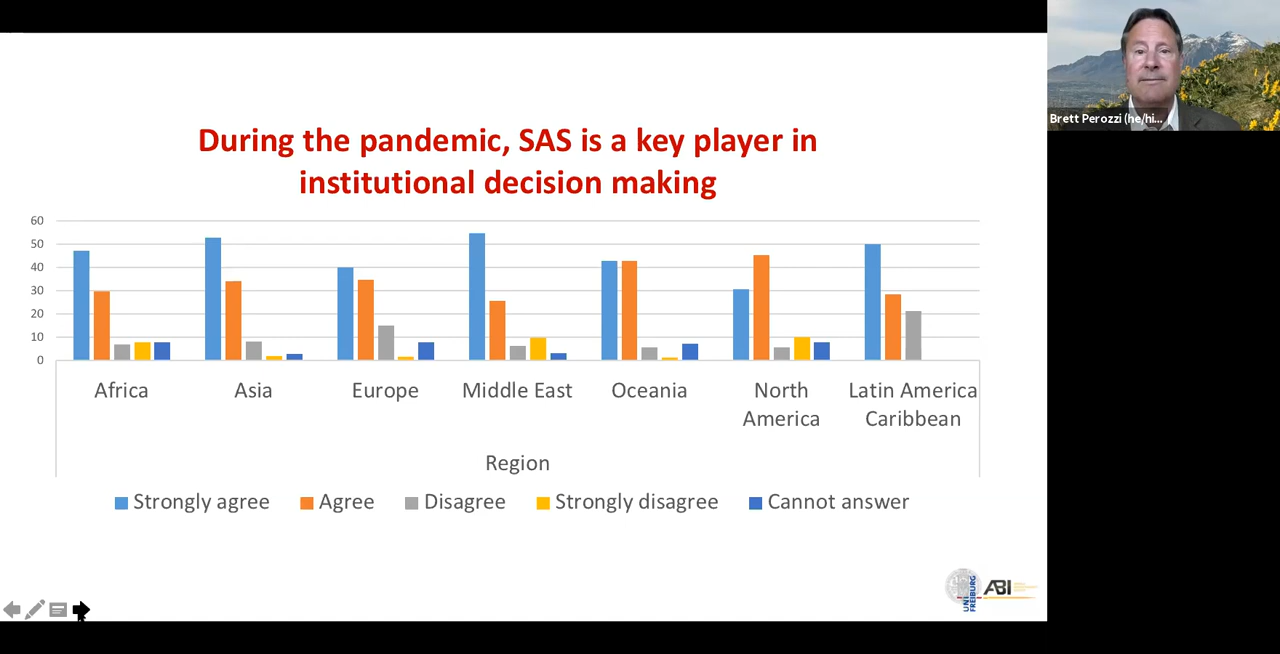 During the pandemic, SAS is a key player in
institutional decision making
60
50
40
30
20
10
0
Africa
Asia
Europe
Middle East
Oceania
North
America
Latin America
Caribbean
Region
Strongly agree
Agree
Disagree
Strongly disagree
Cannot answer
UNI
FREIBURG
ABI
Brett Perozzi (he/hi...